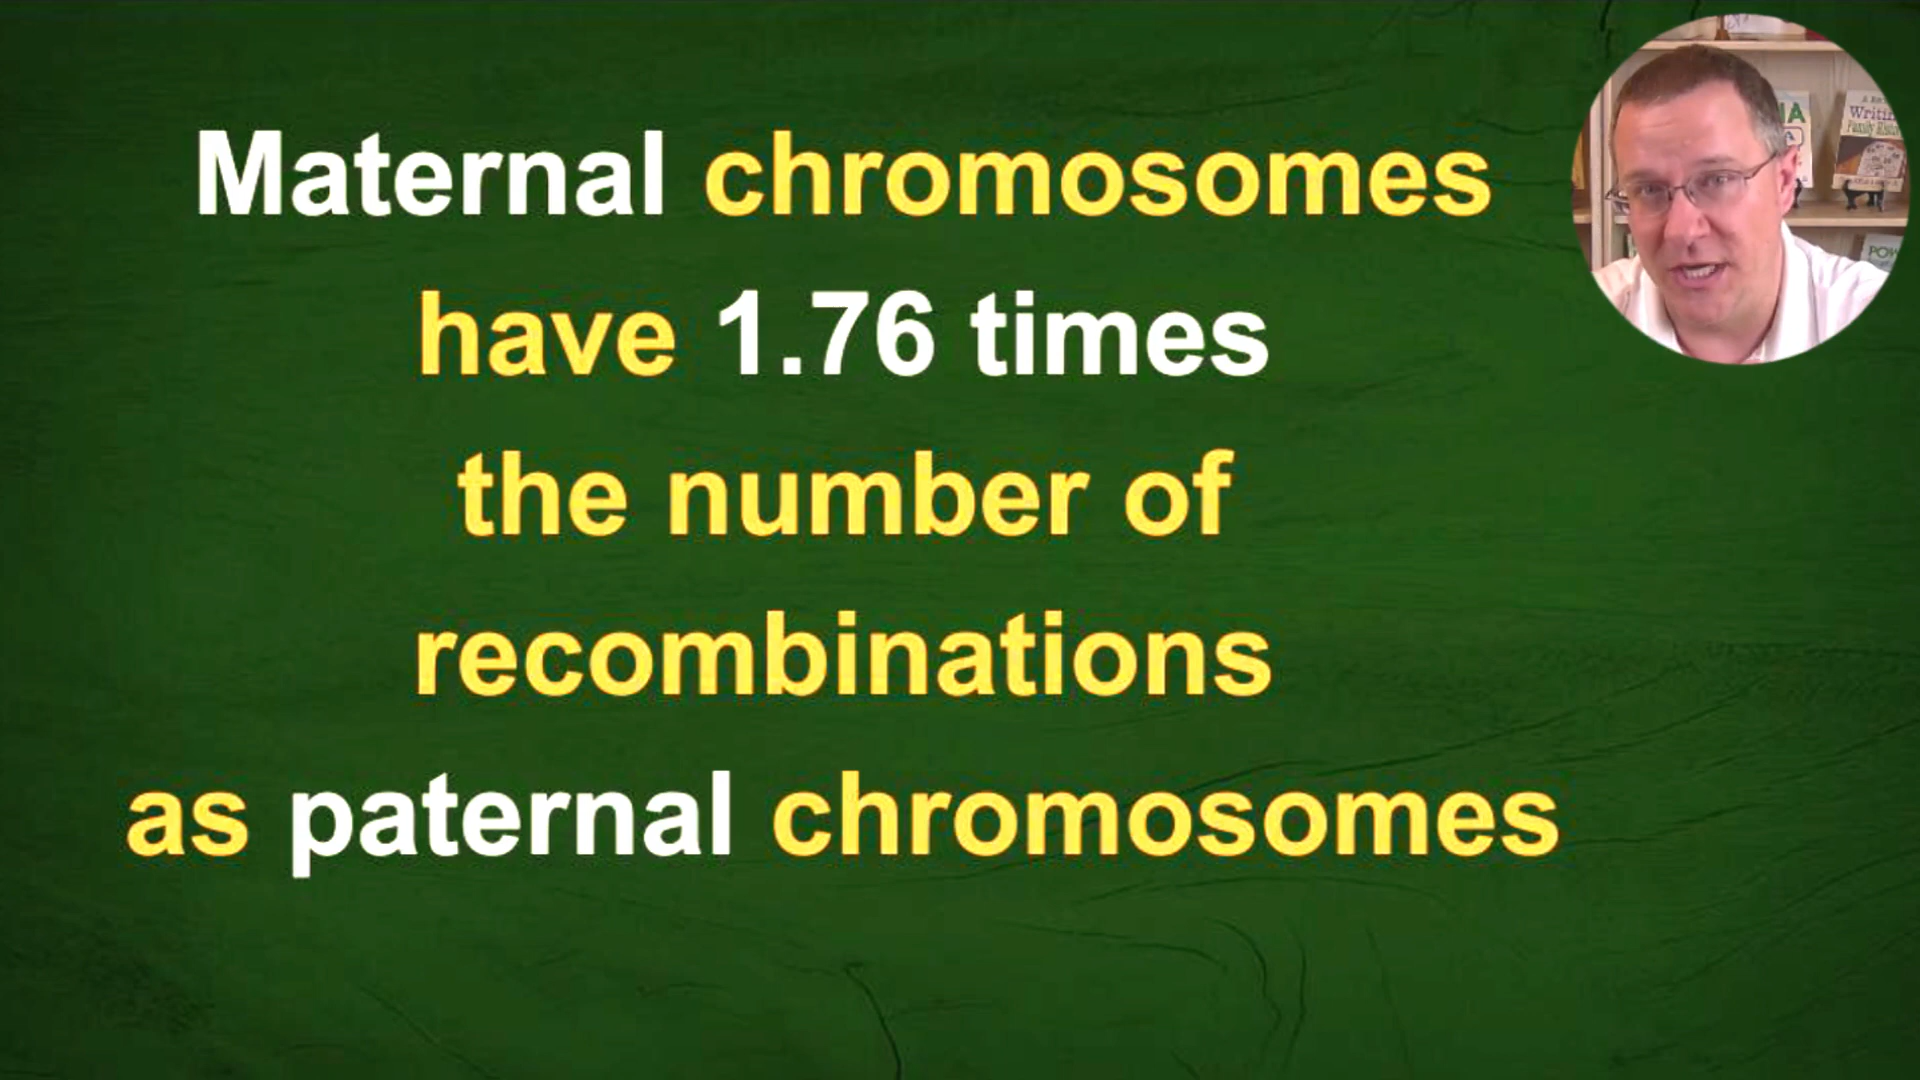 Maternal chromosomes
have 1.76 times
the number of
recombinations
as paternal chromosomes